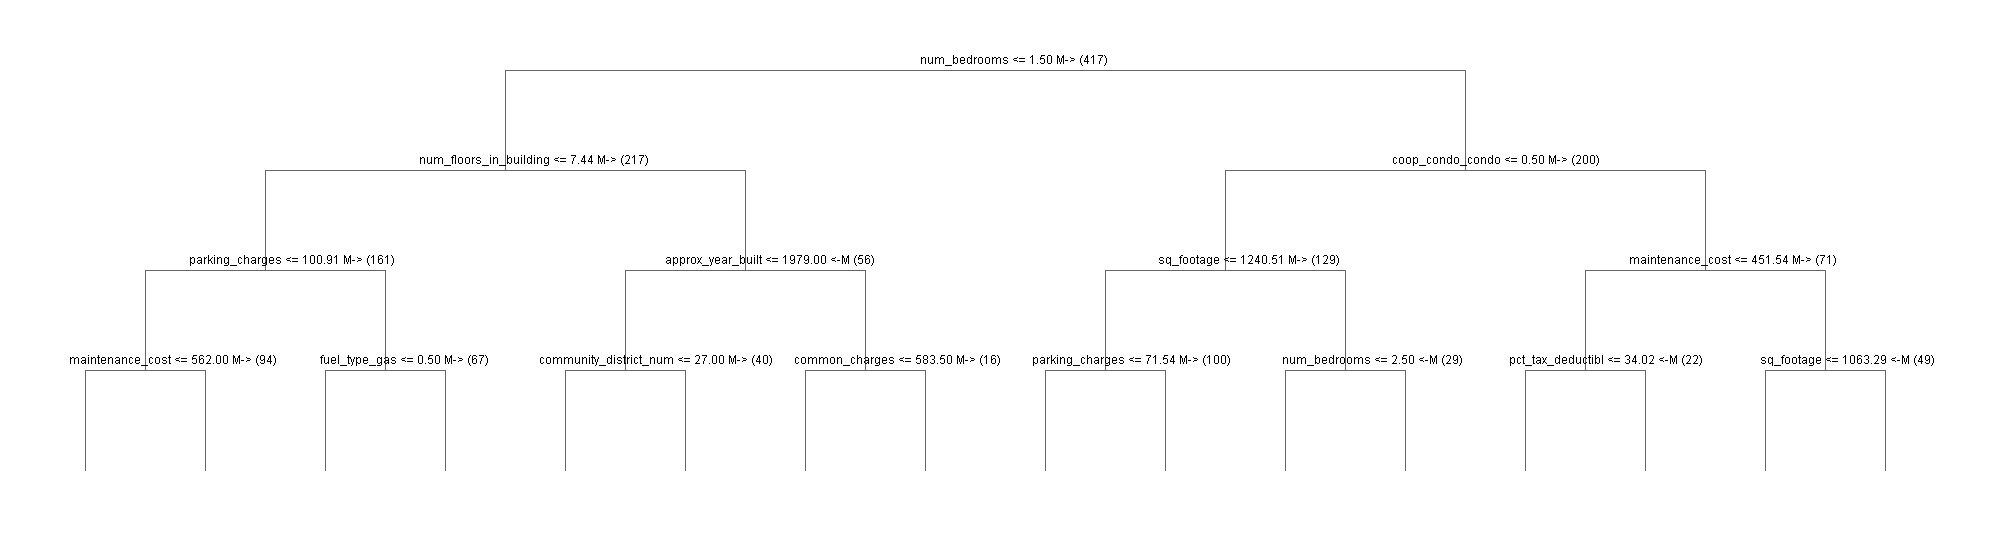 num_bedrooms <= 1.50 M-> (417)
num_floors_in_building <= 7.44 M-> (217)
coop_condo_condo <= 0.50 M-> (200)
parking_charges <= 100.91 M-> (161)
approx_year_built <= 1979.00 <-M (56)
sq_footage <= 1240.51 M-> (129)
maintenance_cost <= 451.54 M-> (71)
maintenance_cost <= 562.00 M-> (94)
fuel_type_gas <= 0.50 M-> (67)
community_district_num <= 27.00 M-> (40)
common_charges <= 583.50 M-> (16)
parking_charges <= 71.54 M-> (100)
num_bedrooms <= 2.50 <-M (29)
pct_tax_deductibl <= 34.02 <-M (22)
sq_footage <= 1063.29 <-M (49)